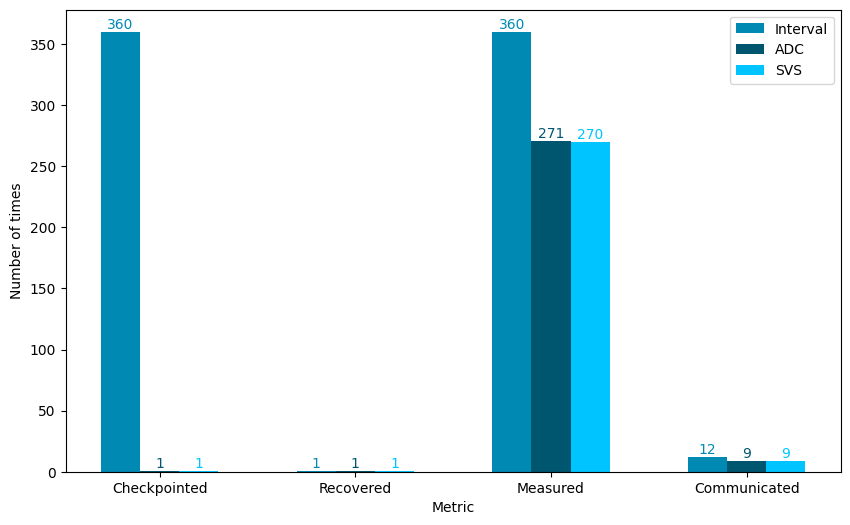 360
360
Interval
ADC
SVS
350
300
271
270
250
200
150
100
50
12
9
9
1
1
1
1
1
0
Checkpointed
Recovered
Measured
Communicated
Number of times
Metric